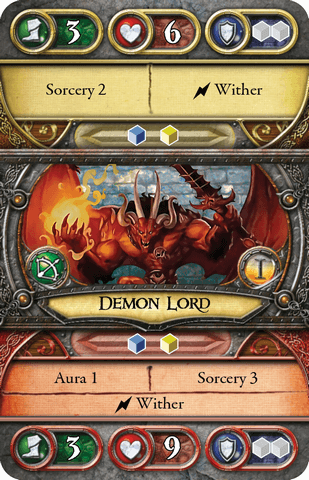 3 6
Sorcery 2 Wither
DEMON LORD
I
Aura 1 Sorcery 3
Wither
3 9